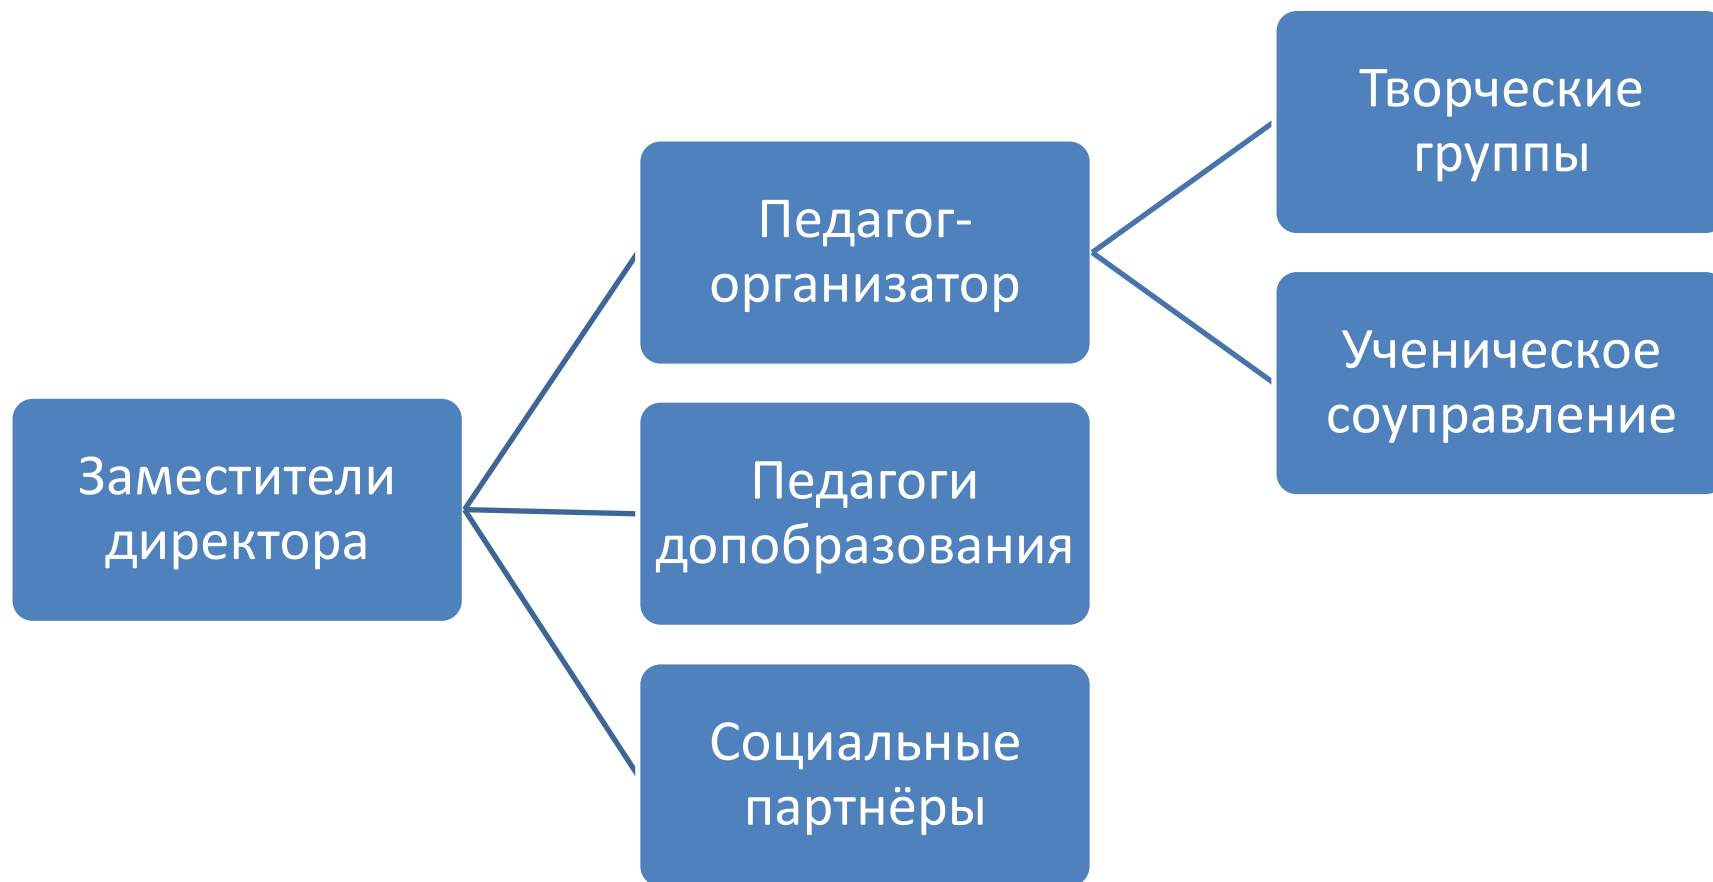 Заместители
директора
Педагог-
организатор
Педагоги
допобразования
Социальные
партнёры
Творческие
группы
Ученическое
соуправление